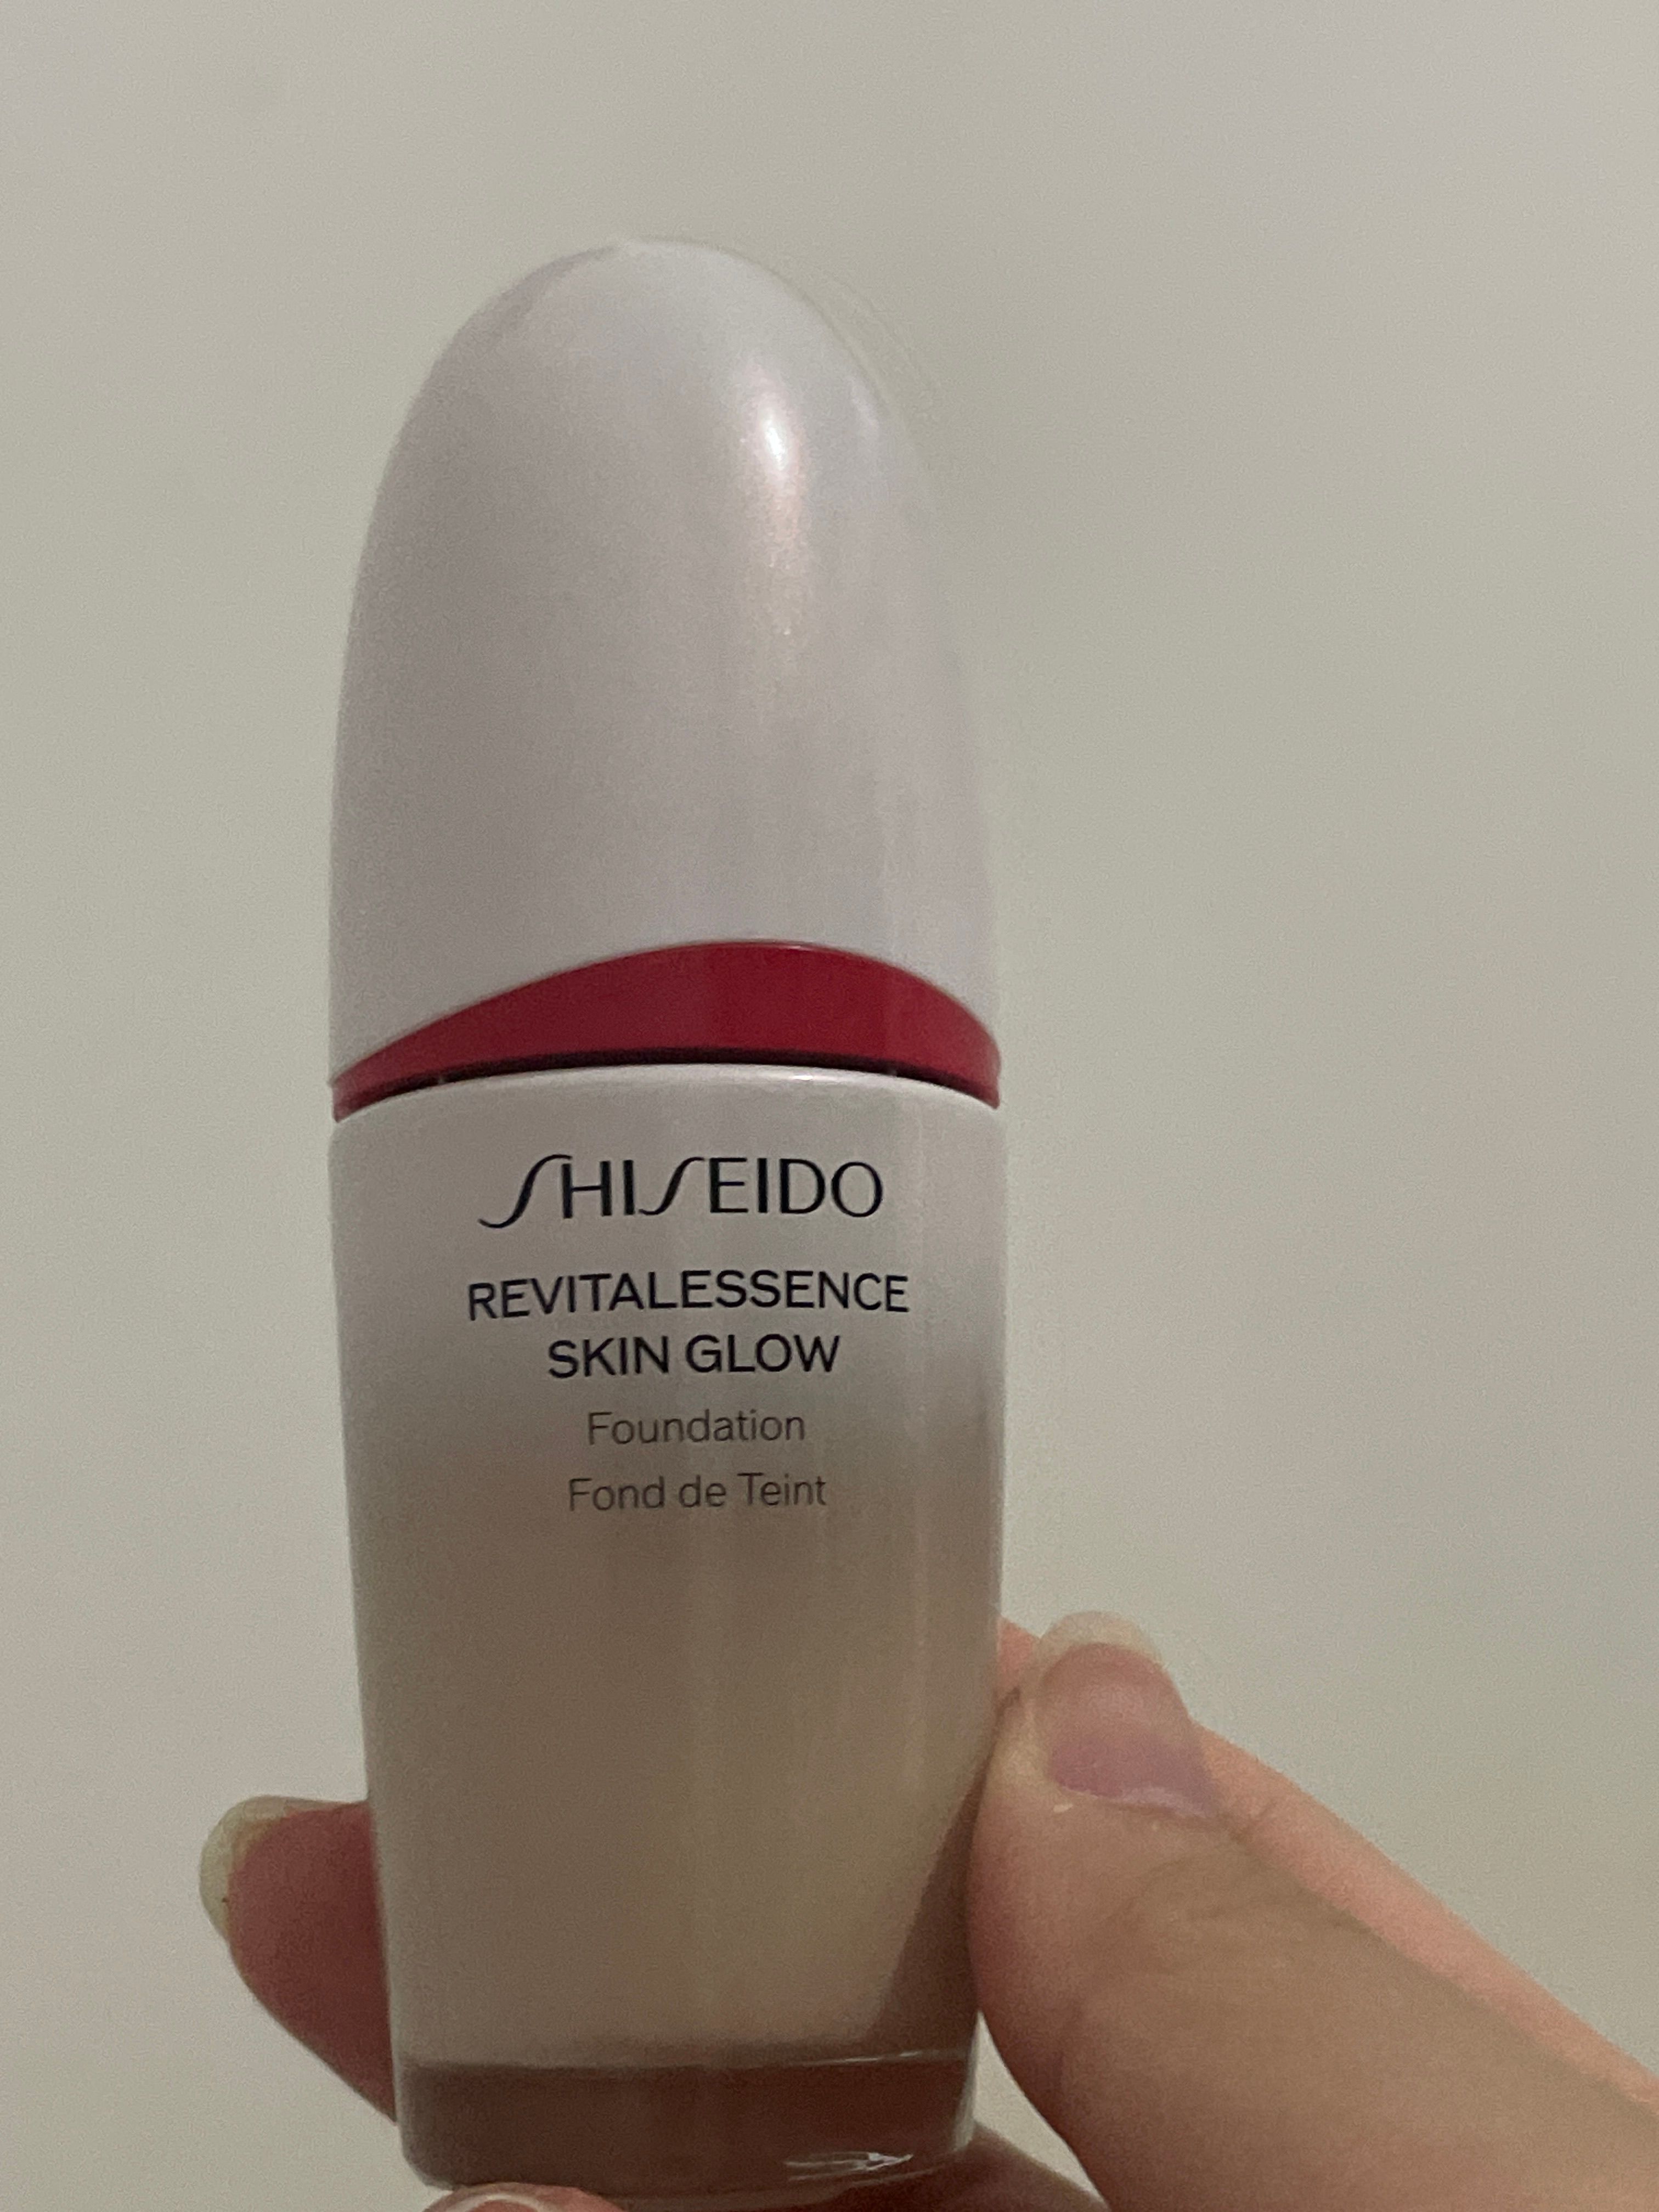 SHISEIDO
REVITALESSENCE
SKIN GLOW
Foundation
Fond de Teint